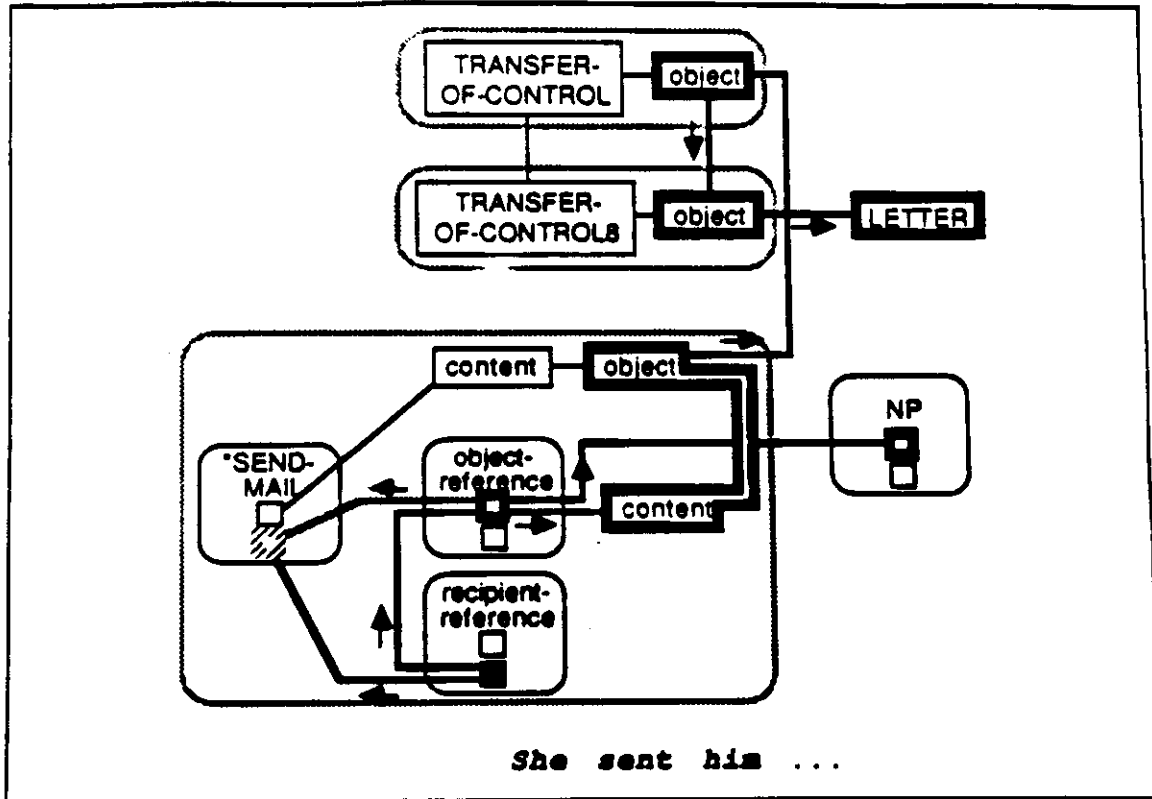 TRANSFER-
OF-CONTROL
object
TRANSFER-
OF-CONTROL8
object
LETTER
content
object
NP
*SEND-
MAIL
object-
reference
content
recipient-
reference
She sent him ...